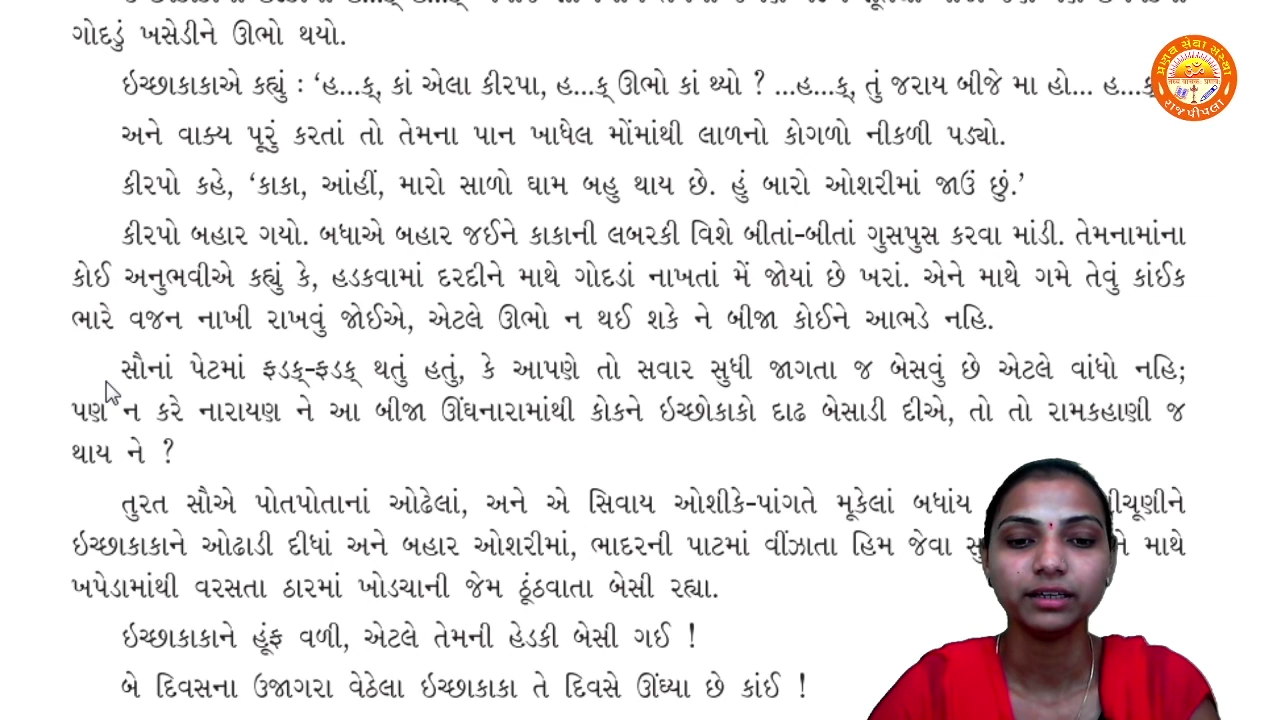 ગોદડું ખસેડીને ઊભો થયો.
ઇચ્છાકાકાએ કહ્યું : ‘હ...ક્, કાં એલા કીરપા, હ...ક્ ઊભો કાં થ્યો ? ...હ...ક્, તું જરાય બીજે મા હો... હ...ક્
અને વાક્ય પૂરું કરતાં તો તેમના પાન ખાધેલ મોંમાંથી લાળનો કોગળો નીકળી પડ્યો.
કીરપો કહે, ‘કાકા, આંહીં, મારો સાળો ઘામ બહુ થાય છે. હું બારો ઓશરીમાં જાઉં છું.’
કીરપો બહાર ગયો. બધાએ બહાર જઈને કાકાની લબરકી વિશે બીતાં-બીતાં ગુસપુસ કરવા માંડી. તેમનામાંના
કોઈ અનુભવીએ કહ્યું કે, હડકવામાં દરદીને માથે ગોદડાં નાખતાં મેં જોયાં છે ખરાં. એને માથે ગમે તેવું કાંઈક
ભારે વજન નાખી રાખવું જોઈએ, એટલે ઊભો ન થઈ શકે ને બીજા કોઈને આભડે નહિ.
સૌનાં પેટમાં ફડક્-ફડક્ થતું હતું, કે આપણે તો સવાર સુધી જાગતા જ બેસવું છે એટલે વાંધો નહિ;
પણ ન કરે નારાયણ ને આ બીજા ઊંઘનારામાંથી કોકને ઇચ્છોકાકો દાઢ બેસાડી દીએ, તો તો રામકહાણી જ
થાય ને ?
તુરત સૌએ પોતપોતાનાં ઓઢેલાં, અને એ સિવાય ઓશીકે-પાંગતે મૂકેલાં બધાંય
ઇચ્છાકાકાને ઓઢાડી દીધાં અને બહાર ઓશરીમાં, ભાદરની પાટમાં વીંઝાતા હિમ જેવા માથે
ખપેડામાંથી વરસતા ઠારમાં ખોડચાની જેમ ઠૂંઠવાતા બેસી રહ્યા.
ઇચ્છાકાકાને હૂંફ વળી, એટલે તેમની હેડકી બેસી ગઈ !
બે દિવસના ઉજાગરા વેઠેલા ઇચ્છાકાકા તે દિવસે ઊંઘ્યા છે કાંઈ !
પ્રણવ સેવા સંસ્થા
રાજપીપલા